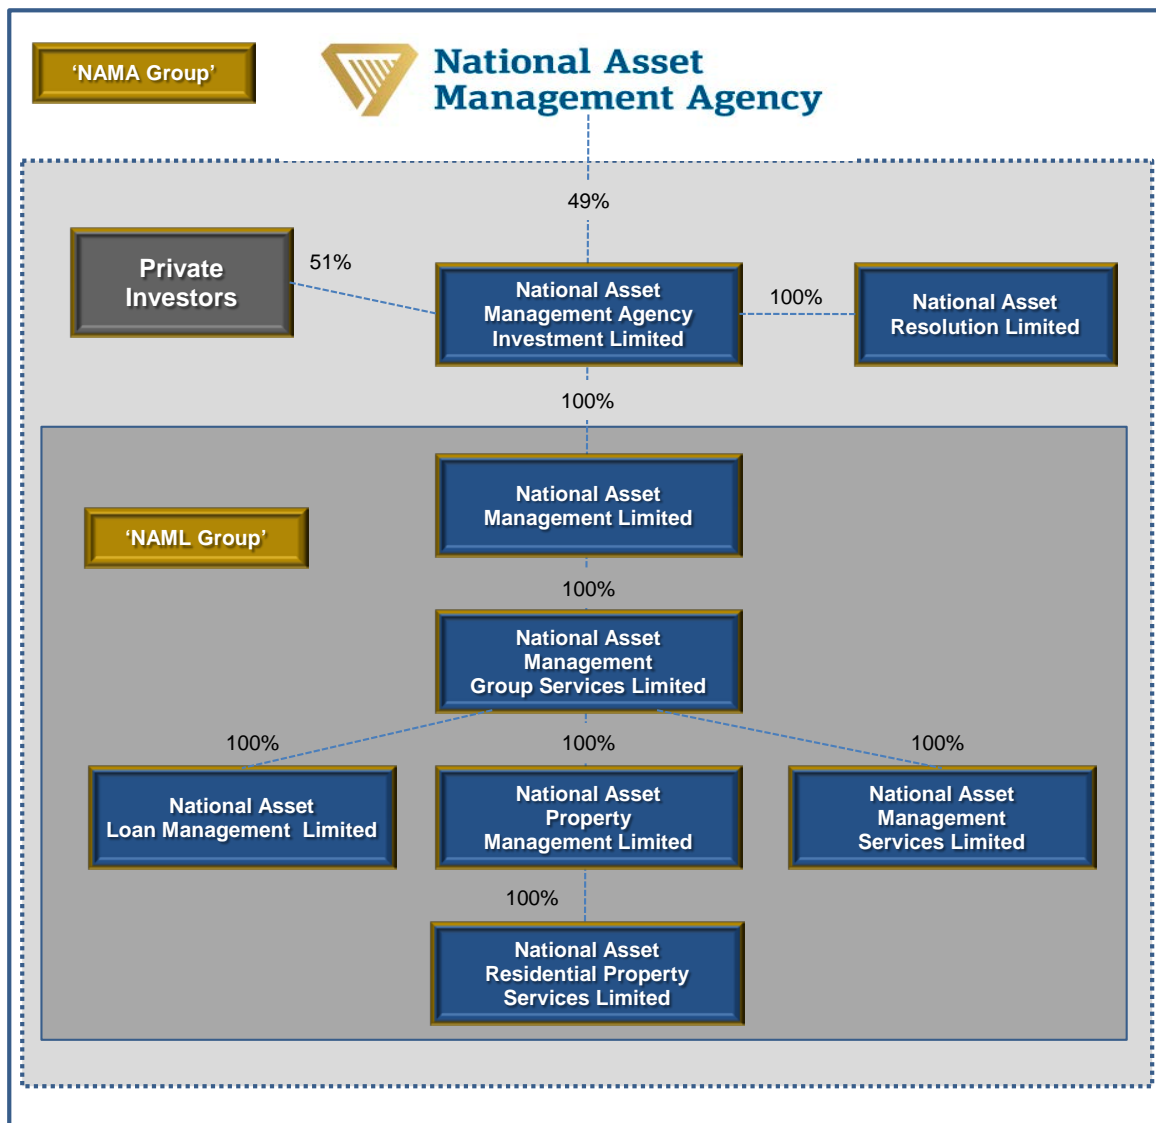 ‘NAMA Group’
National Asset
Management Agency
49%
Private
Investors
51%
National Asset
Management Agency
Investment Limited
100%
National Asset
Resolution Limited
100%
National Asset
Management Limited
‘NAML Group’
100%
National Asset
Management
Group Services Limited
100%
100%
100%
National Asset
Loan Management Limited
National Asset
Property
Management Limited
National Asset
Management
Services Limited
100%
National Asset
Residential Property
Services Limited